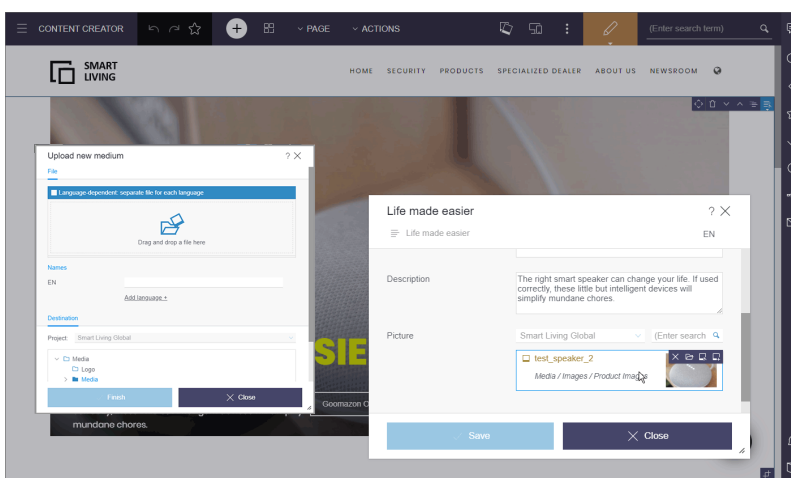 CONTENT CREATOR
PAGE
ACTIONS
(Enter search term)
SMART
LIVING
HOME
SECURITY
PRODUCTS
SPECIALIZED DEALER
ABOUT US
NEWSROOM
Upload new medium
?
File
Language-dependent: separate file for each language
Drag and drop a file here
Names
EN
Add language +
Destination
Project:
Smart Living Global
Media
Logo
Media
Finish
Close
SIE
Goomazon O
mundane chores.
Life made easier
?
Life made easier
EN
Description
The right smart speaker can change your life. If used
correctly, these little but intelligent devices will
simplify mundane chores.
Picture
Smart Living Global
(Enter search
test_speaker_2
Media / Images / Product Images
Save
Close